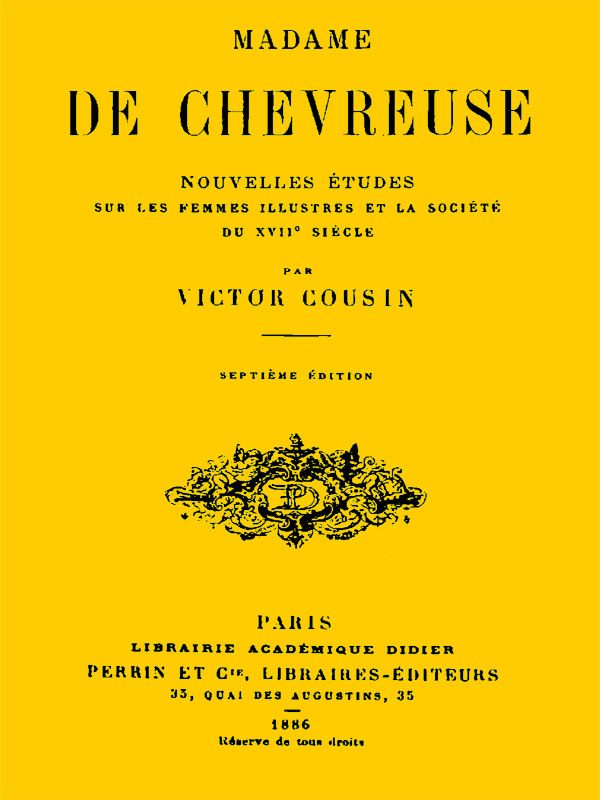 MADAME
DE CHEVREUSE
NOUVELLES ÉTUDES
SUR LES FEMMES ILLUSTRES ET LA SOCIÉTÉ
DU XVIIe SIÈCLE
PAR
VICTOR COUSIN
SEPTIÈME ÉDITION
PD
PARIS
LIBRAIRIE ACADÉMIQUE DIDIER
PERRIN ET Cie, LIBRAIRES-ÉDITEURS
35, QUAI DES AUGUSTINS, 35
1886
Réserve de tous droits